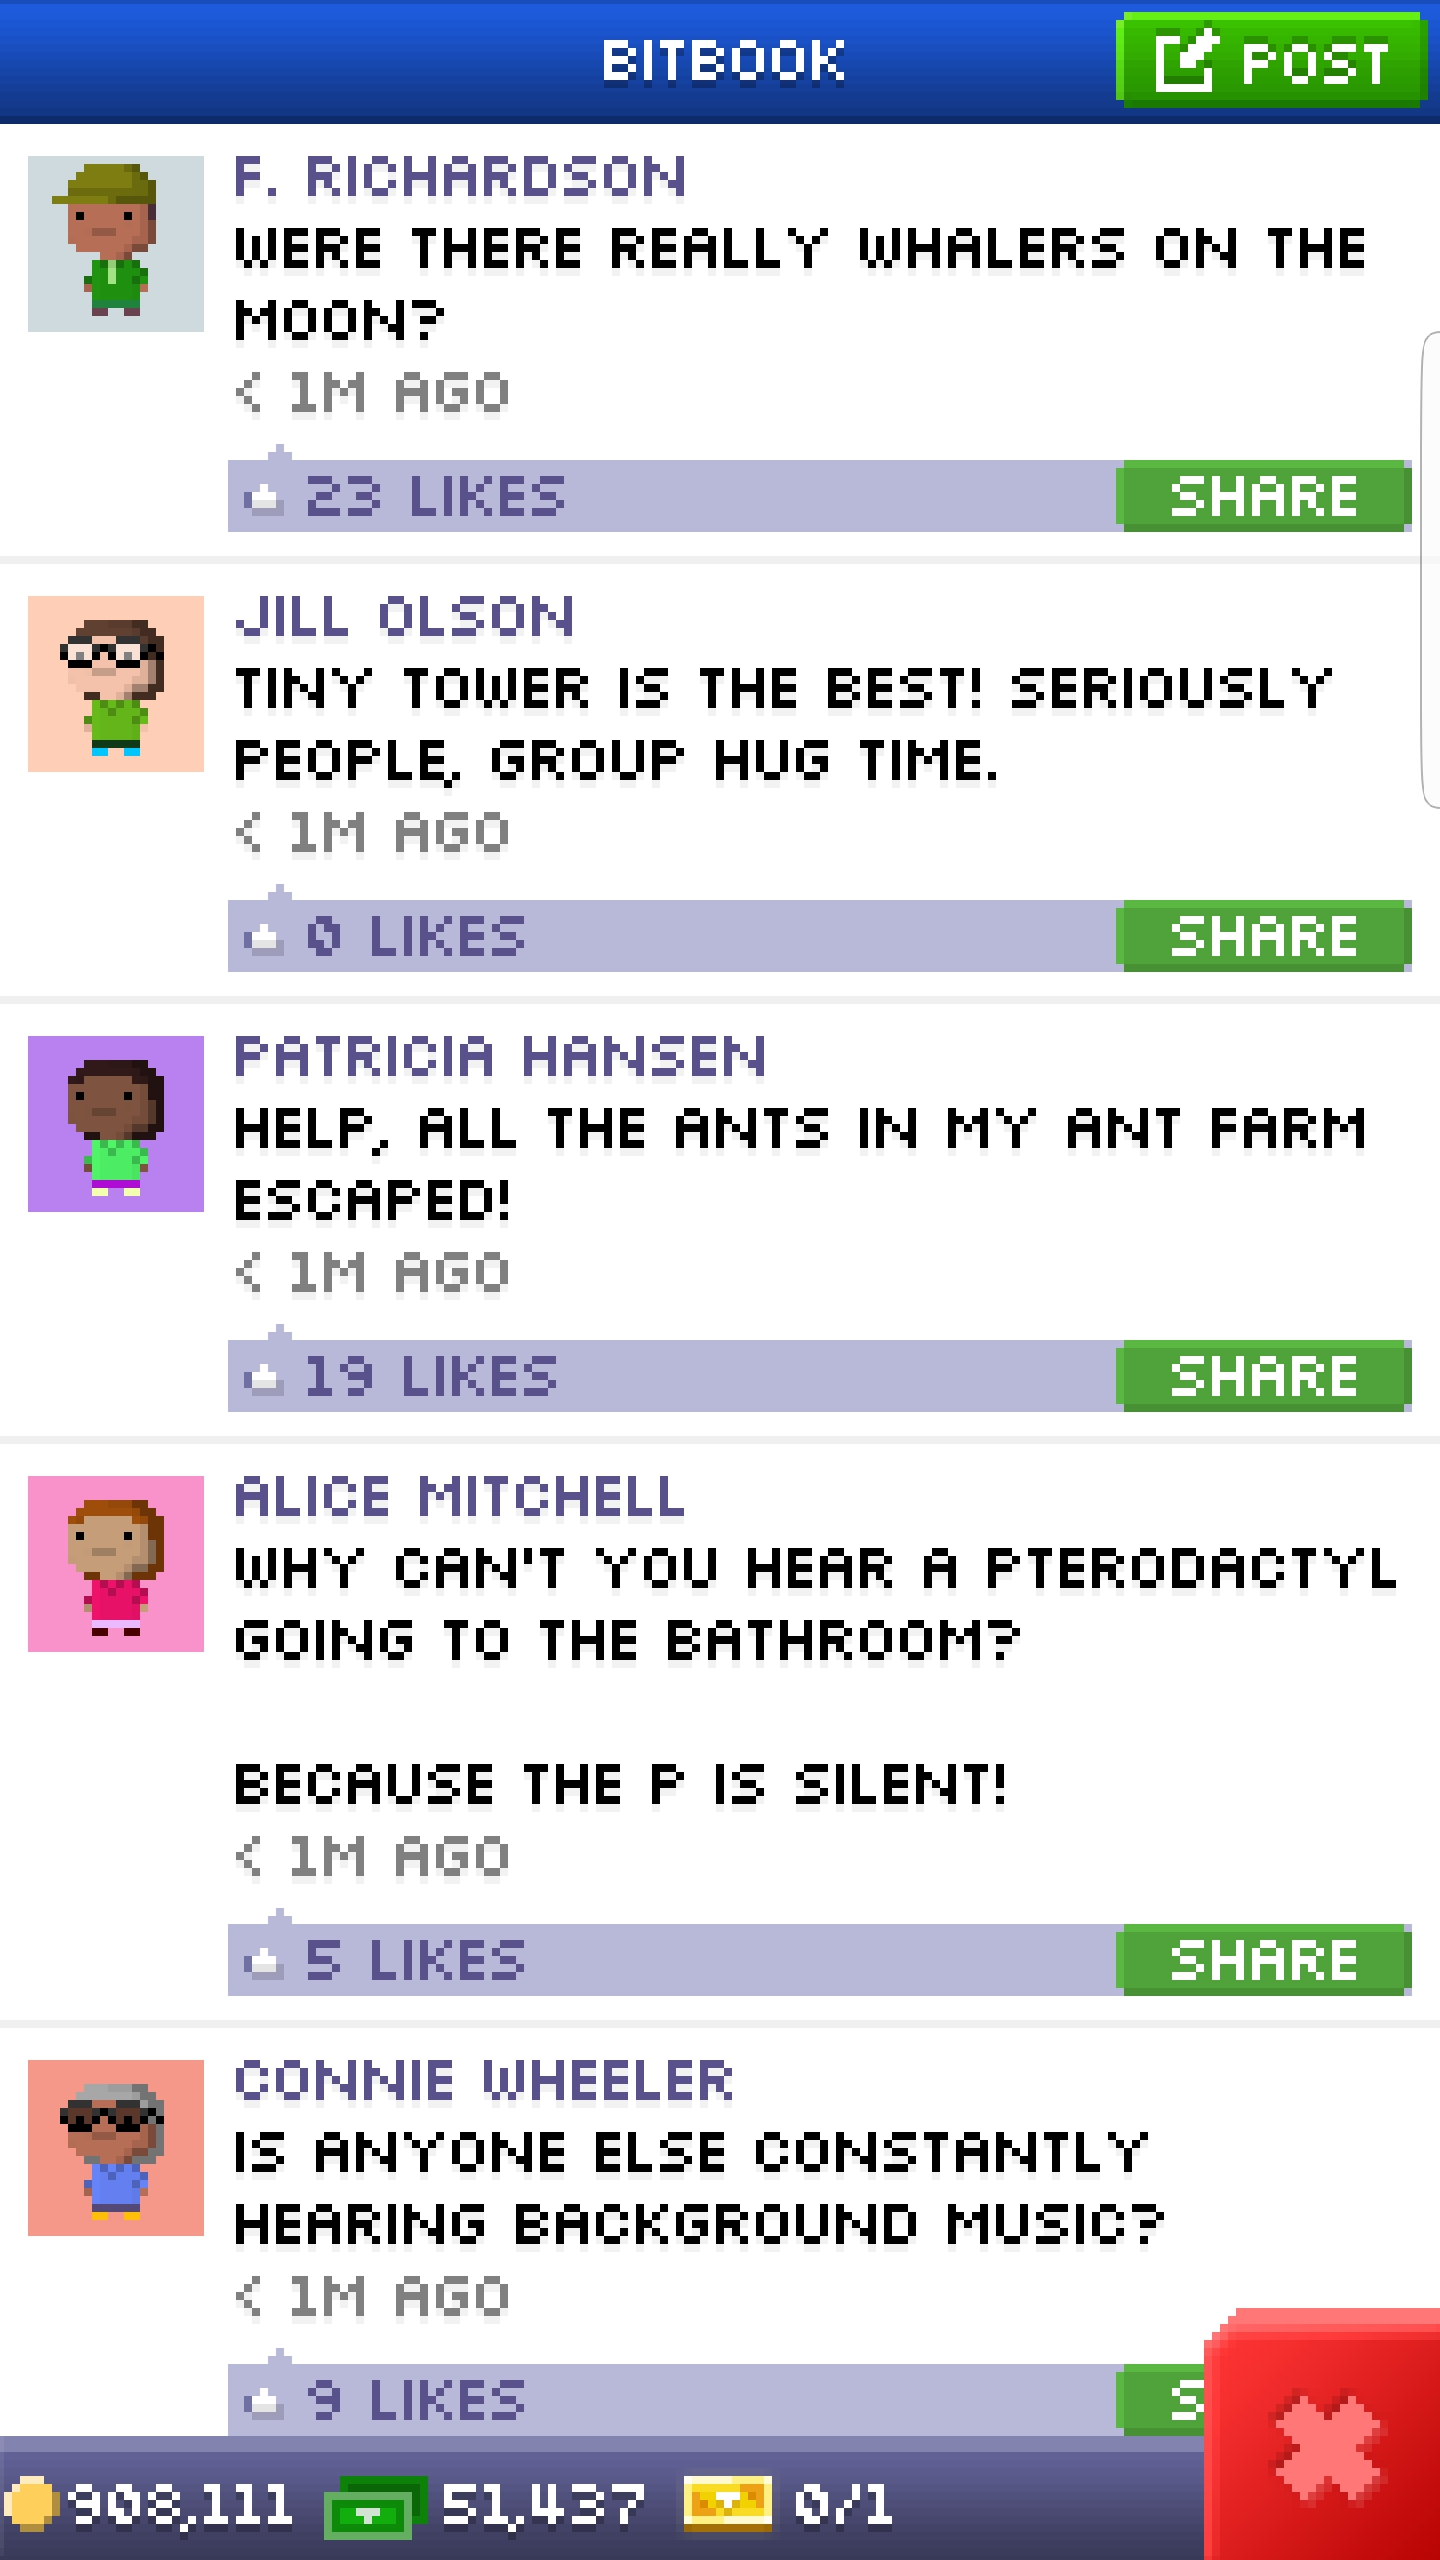 BITBOOK
POST
F. RICHARDSON
WERE THERE REALLY WHALERS ON THE
MOON?
< 1M AGO
23 LIKES
SHARE
JILL OLSON
TINY TOWER IS THE BEST! SERIOUSLY
PEOPLE, GROUP HUG TIME.
< 1M AGO
0 LIKES
SHARE
PATRICIA HANSEN
HELP, ALL THE ANTS IN MY ANT FARM
ESCAPED!
< 1M AGO
19 LIKES
SHARE
ALICE MITCHELL
WHY CAN'T YOU HEAR A PTERODACTYL
GOING TO THE BATHROOM?
BECAUSE THE P IS SILENT!
< 1M AGO
5 LIKES
SHARE
CONNIE WHEELER
IS ANYONE ELSE CONSTANTLY
HEARING BACKGROUND MUSIC?
< 1M AGO
9 LIKES
S
908,111 51,437 0/1